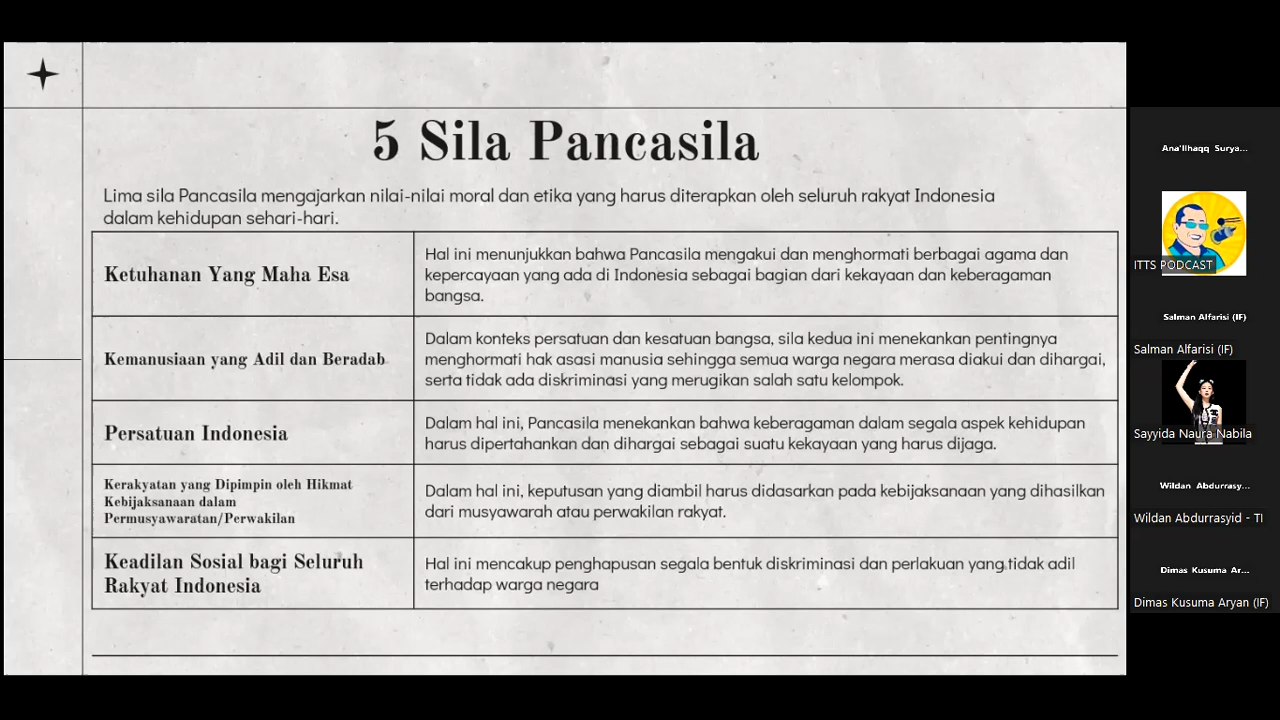 5 Sila Pancasila
Lima sila Pancasila mengajarkan nilai-nilai moral dan etika yang harus diterapkan oleh seluruh rakyat Indonesia
dalam kehidupan sehari-hari.
Ketuhanan Yang Maha Esa
Hal ini menunjukkan bahwa Pancasila mengakui dan menghormati berbagai agama dan
kepercayaan yang ada di Indonesia sebagai bagian dari kekayaan dan keberagaman
bangsa.
Kemanusiaan yang Adil dan Beradab
Dalam konteks persatuan dan kesatuan bangsa, sila kedua ini menekankan pentingnya
menghormati hak asasi manusia sehingga semua warga negara merasa diakui dan dihargai,
serta tidak ada diskriminasi yang merugikan salah satu kelompok.
Persatuan Indonesia
Dalam hal ini, Pancasila menekankan bahwa keberagaman dalam segala aspek kehidupan
harus dipertahankan dan dihargai sebagai suatu kekayaan yang harus dijaga.
Kerakyatan yang Dipimpin oleh Hikmat
Kebijaksanaan dalam
Permusyawaratan/Perwakilan
Dalam hal ini, keputusan yang diambil harus didasarkan pada kebijaksanaan yang dihasilkan
dari musyawarah atau perwakilan rakyat.
Keadilan Sosial bagi Seluruh
Rakyat Indonesia
Hal ini mencakup penghapusan segala bentuk diskriminasi dan perlakuan yang tidak adil
terhadap warga negara
Ana'llhaqq Surya...
ITTS PODCAST
Salman Alfarisi (IF)
Salman Alfarisi (IF)
Sayyida Naura Nabila
Wildan Abdurrasy...
Wildan Abdurrasyid - TI
Dimas Kusuma Ar...
Dimas Kusuma Aryan (IF)